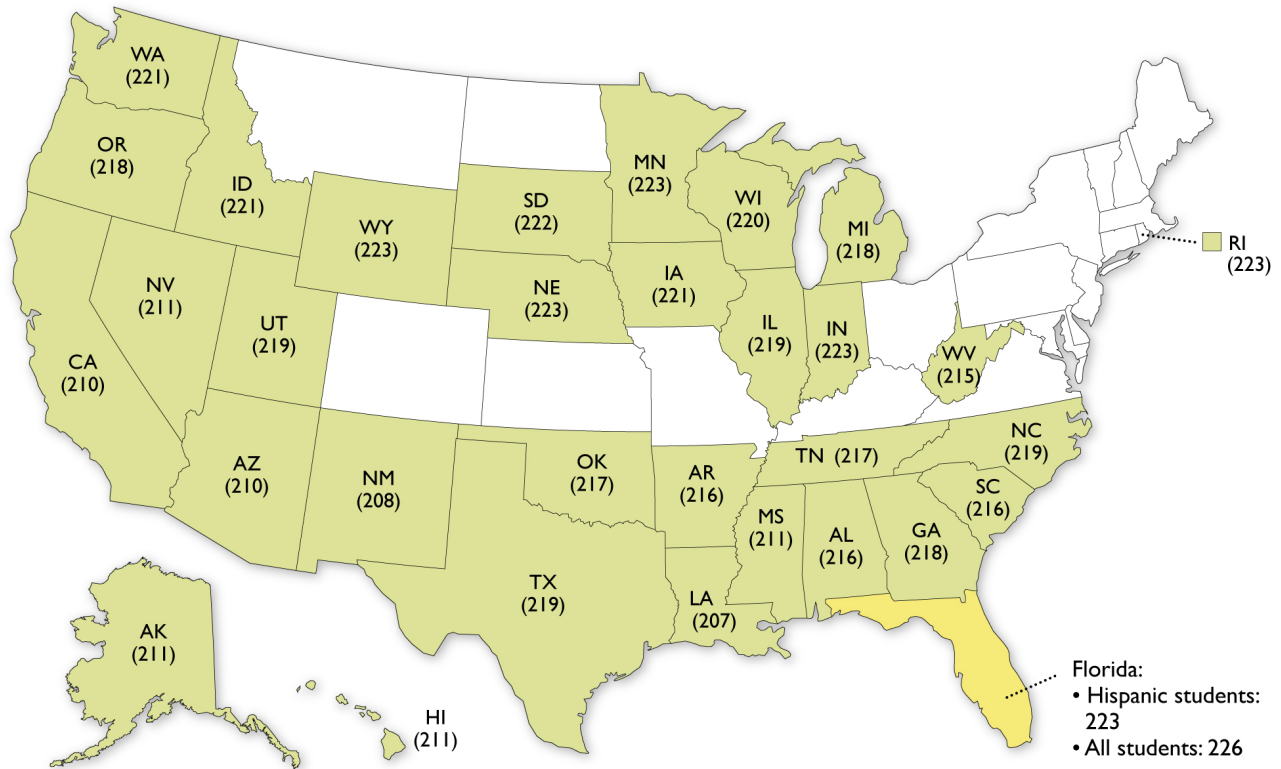 WA
(221)
OR
(218)
ID
(221)
WY
(223)
SD
(222)
MN
(223)
WI
(220)
MI
(218)
RI
(223)
NV
(211)
UT
(219)
NE
(223)
IA
(221)
IL
(219)
IN
(223)
WV
(215)
CA
(210)
AZ
(210)
NM
(208)
OK
(217)
AR
(216)
TN (217)
NC
(219)
SC
(216)
MS
(211)
AL
(216)
GA
(218)
TX
(219)
LA
(207)
AK
(211)
HI
(211)
Florida:
• Hispanic students:
223
• All students: 226